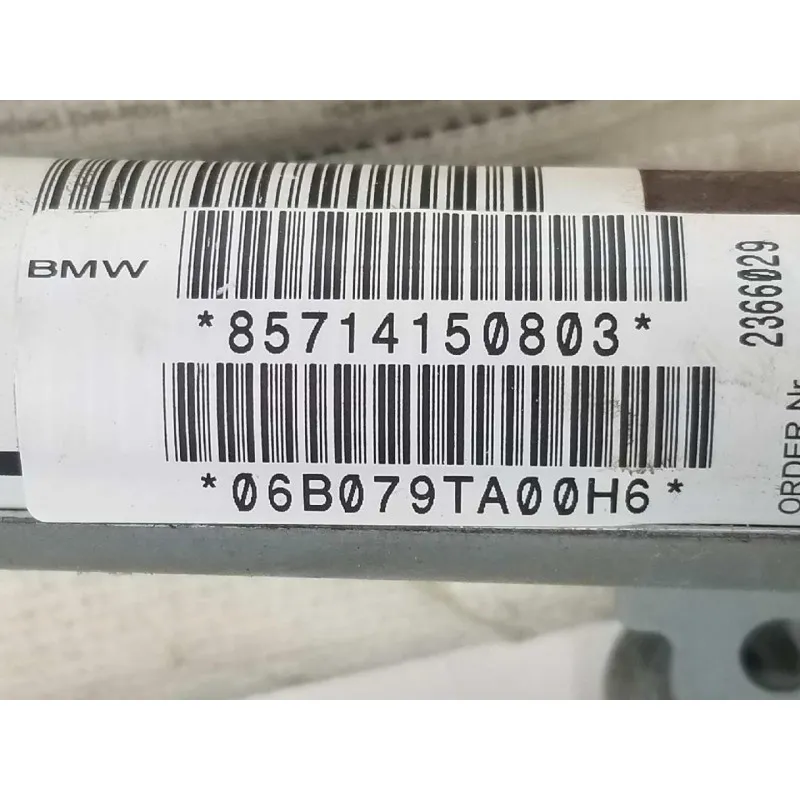 BMW
*85714150803*
*06B079TA00H6*
2366029
ORDER Nr